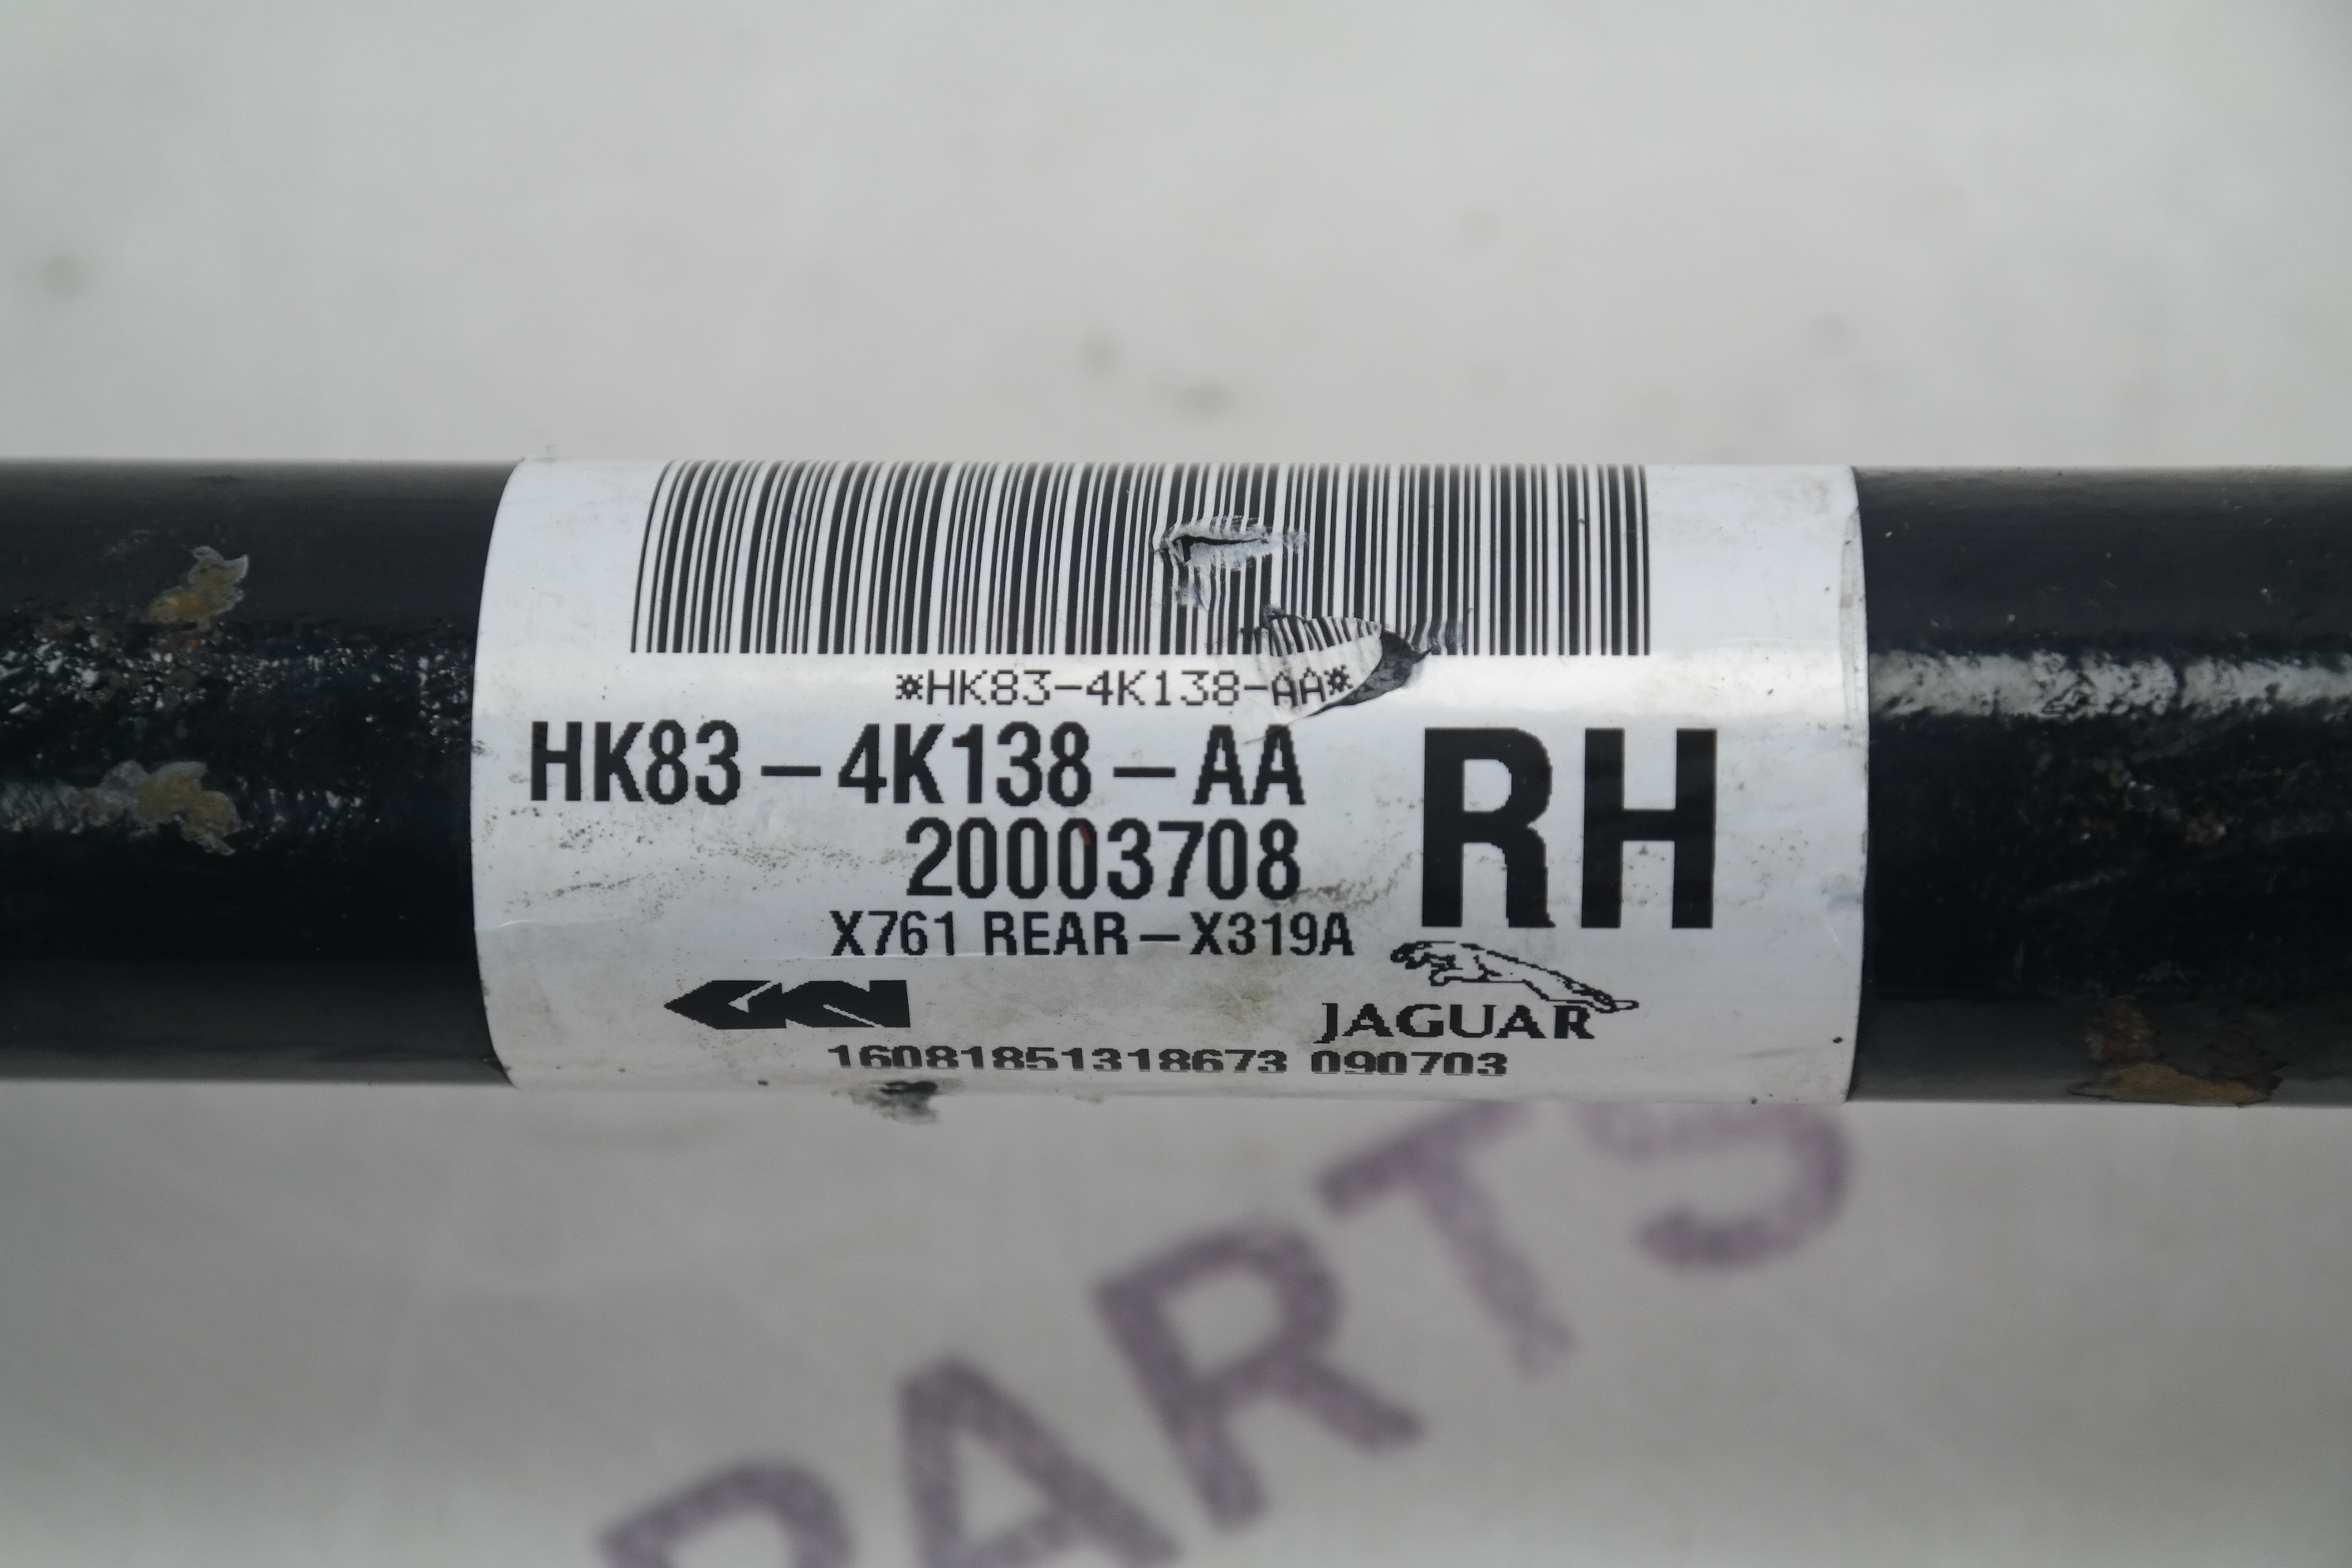 *HK83-4K138-AA*
HK83-4K138-AA
RH
20003708
X761 REAR-X319A
GKN
JAGUAR
16081851318673 090703
PARTS